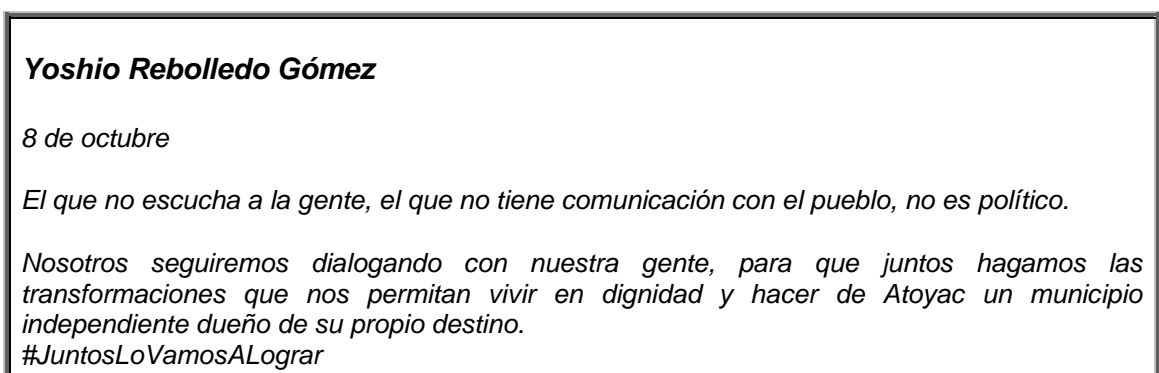 Yoshio Rebolledo Gómez
8 de octubre
El que no escucha a la gente, el que no tiene comunicación con el pueblo, no es político.
Nosotros seguiremos dialogando con nuestra gente, para que juntos hagamos las
transformaciones que nos permitan vivir en dignidad y hacer de Atoyac un municipio
independiente dueño de su propio destino.
#JuntosLoVamosALograr